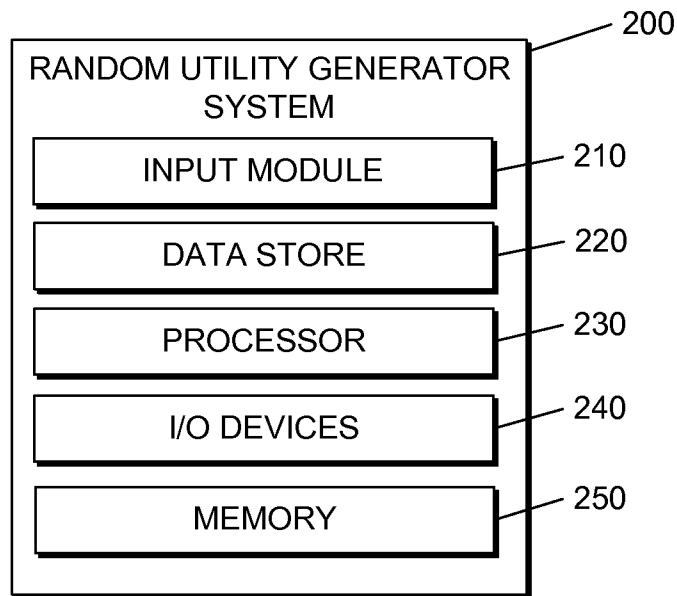 200
RANDOM UTILITY GENERATOR
SYSTEM
INPUT MODULE
210
DATA STORE
220
PROCESSOR
230
I/O DEVICES
240
MEMORY
250